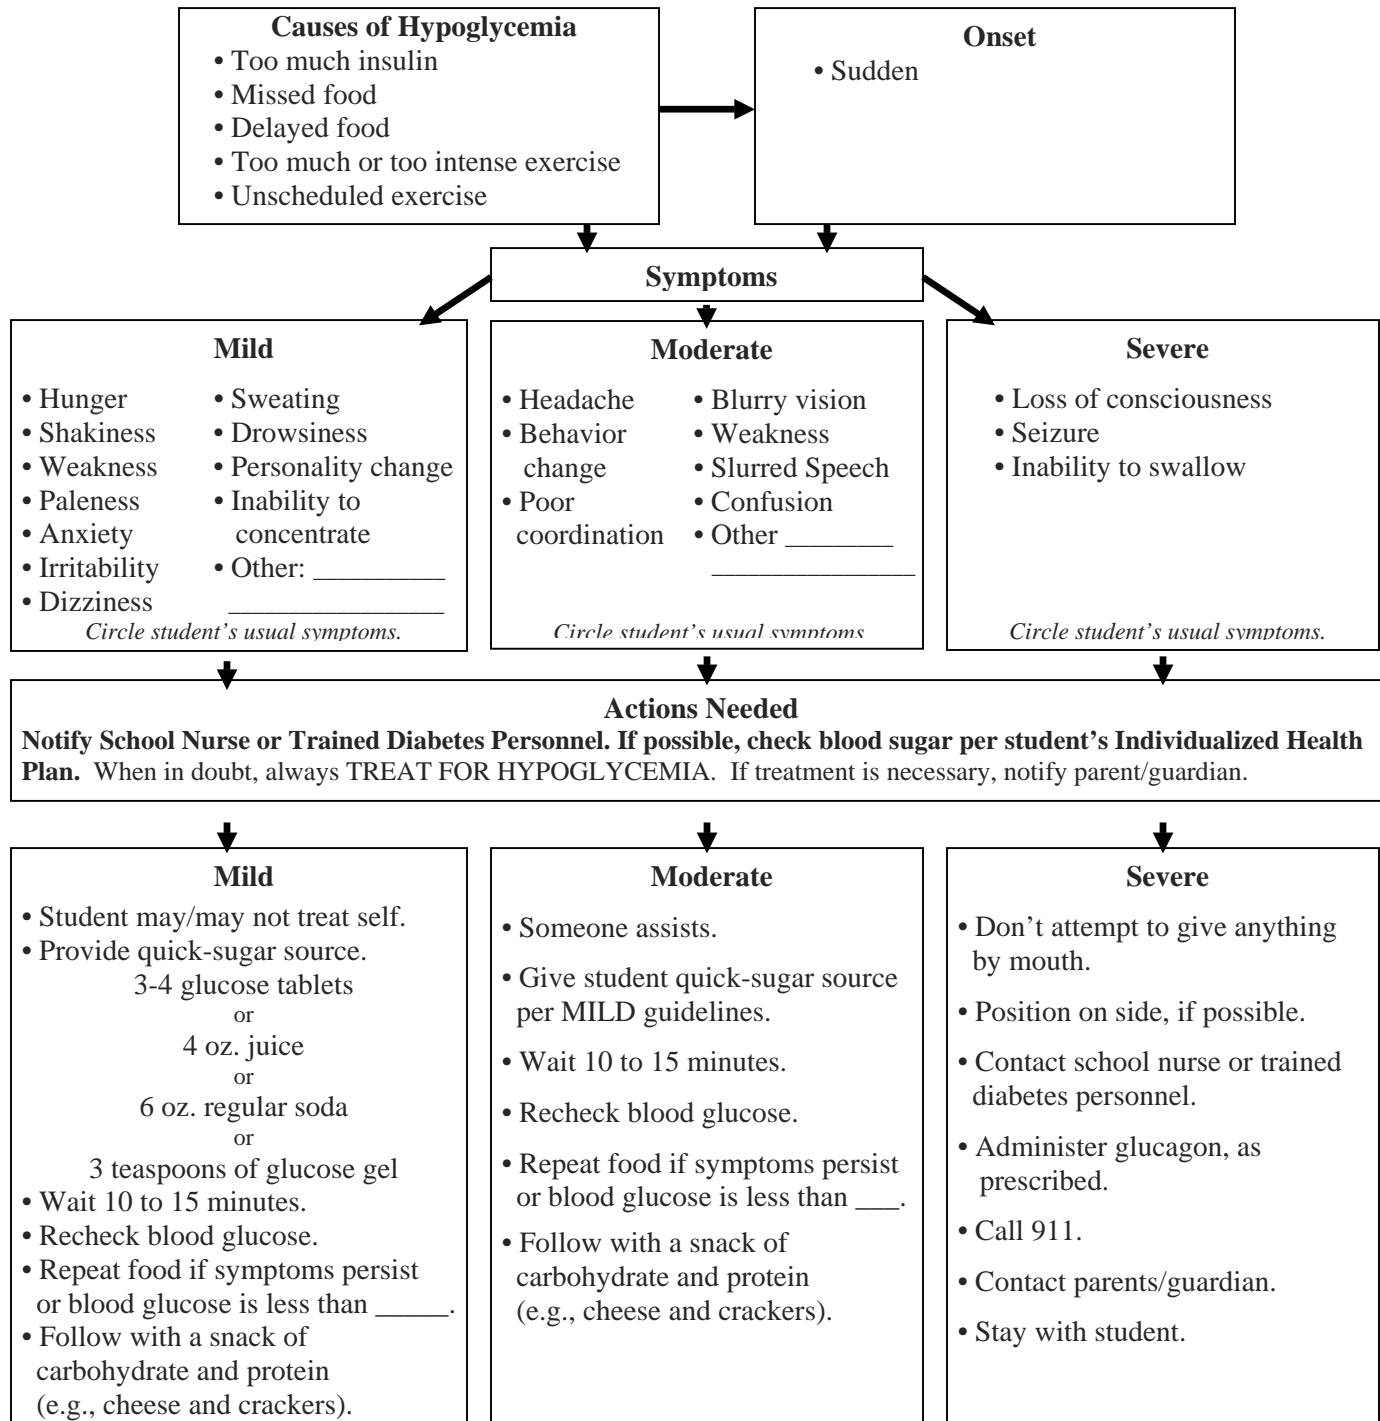 Causes of Hypoglycemia
• Too much insulin
• Missed food
• Delayed food
• Too much or too intense exercise
• Unscheduled exercise
Onset
• Sudden
Symptoms
Mild
• Hunger
• Shakiness
• Weakness
• Paleness
• Anxiety
• Irritability
• Dizziness
• Sweating
• Drowsiness
• Personality change
• Inability to
concentrate
• Other: ___________
__________________
Circle student’s usual symptoms.
Moderate
• Headache
• Behavior
change
• Poor
coordination
• Blurry vision
• Weakness
• Slurred Speech
• Confusion
• Other _________
_________________
Circle student’s usual symptoms
Severe
• Loss of consciousness
• Seizure
• Inability to swallow
Circle student’s usual symptoms.
Actions Needed
Notify School Nurse or Trained Diabetes Personnel. If possible, check blood sugar per student’s Individualized Health
Plan. When in doubt, always TREAT FOR HYPOGLYCEMIA. If treatment is necessary, notify parent/guardian.
Mild
• Student may/may not treat self.
• Provide quick-sugar source.
3-4 glucose tablets
or
4 oz. juice
or
6 oz. regular soda
or
3 teaspoons of glucose gel
• Wait 10 to 15 minutes.
• Recheck blood glucose.
• Repeat food if symptoms persist
or blood glucose is less than _____.
• Follow with a snack of
carbohydrate and protein
(e.g., cheese and crackers).
Moderate
• Someone assists.
• Give student quick-sugar source
per MILD guidelines.
• Wait 10 to 15 minutes.
• Recheck blood glucose.
• Repeat food if symptoms persist
or blood glucose is less than ___.
• Follow with a snack of
carbohydrate and protein
(e.g., cheese and crackers).
Severe
• Don’t attempt to give anything
by mouth.
• Position on side, if possible.
• Contact school nurse or trained
diabetes personnel.
• Administer glucagon, as
prescribed.
• Call 911.
• Contact parents/guardian.
• Stay with student.